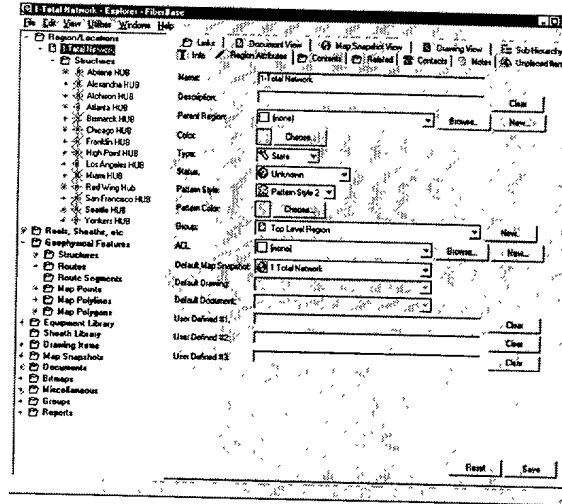 1-Total Network - Explorer - FiberBase
File Edit View Utilities Windows Help
Region/Locations
1-Total Network
Structures
Abilene HUB
Alexandria HUB
Atchison HUB
Atlanta HUB
Bismarck HUB
Chicago HUB
Franklin HUB
High Point HUB
Los Angeles HUB
Miami HUB
Red Wing Hub
San Francisco HUB
Seattle HUB
Yonkers HUB
Reels, Sheaths, etc
Geophysical Features
Structures
Routes
Route Segments
Map Points
Map Polylines
Map Polygons
Equipment Library
Sheath Library
Drawing Items
Map Snapshots
Documents
Bitmaps
Miscellaneous
Groups
Reports
Links Document View Map Snapshot View Drawing View Sub Hierarchy
Info Region Attributes Contents Related Contacts Notes Unplaced Item
Name: 1-Total Network
Description: Clear
Parent Region: (none) Browse... New...
Color: Choose...
Type: State
Status: Unknown
Pattern Style: Pattern Style 2
Pattern Color: Choose...
Group: Top Level Region New...
ACL: (none) Browse... New...
Default Map Snapshot: 1 Total Network
Default Drawing:
Default Document:
User Defined #1: Clear
User Defined #2: Clear
User Defined #3: Clear
Reset Save